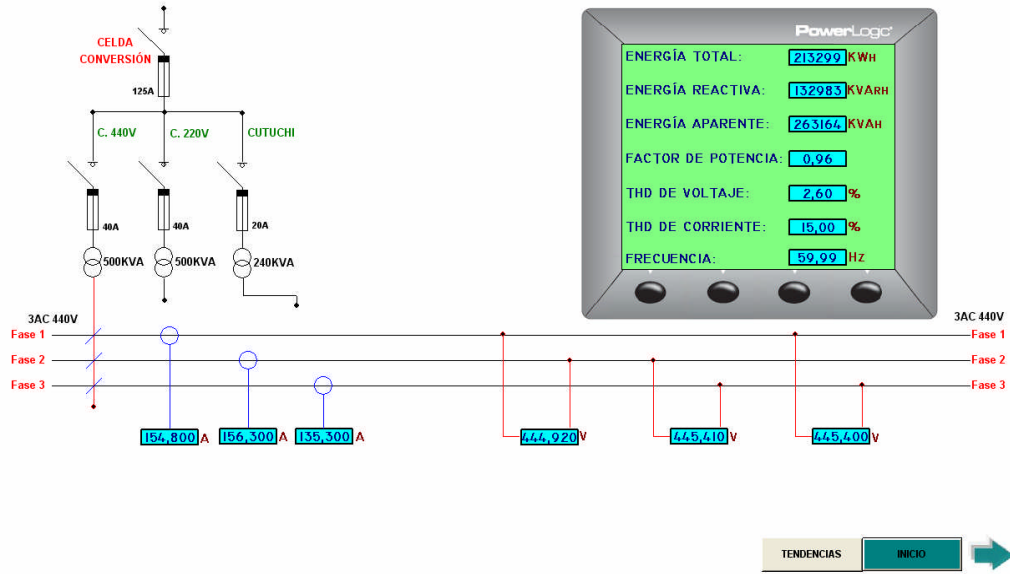 CELDA
CONVERSIÓN
125A
C. 440V
C. 220V
CUTUCHI
40A
40A
20A
500KVA
500KVA
240KVA
PowerLogic®
ENERGÍA TOTAL: 213299 KWH
ENERGÍA REACTIVA: 132983 KVARH
ENERGÍA APARENTE: 263164 KVAH
FACTOR DE POTENCIA: 0,96
THD DE VOLTAJE: 2,60 %
THD DE CORRIENTE: 15,00 %
FRECUENCIA: 59,99 HZ
3AC 440V
3AC 440V
Fase 1
Fase 1
Fase 2
Fase 2
Fase 3
Fase 3
154,800 A
156,300 A
135,300 A
444,920 V
445,410 V
445,400 V
TENDENCIAS
INICIO